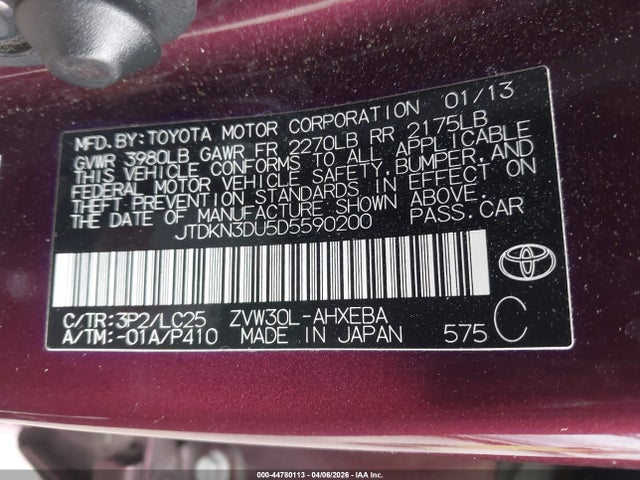 MFD.BY:TOYOTA MOTOR CORPORATION 01/13
GVWR 3980LB GAWR FR 2270LB RR 2175LB
THIS VEHICLE CONFORMS TO ALL APPLICABLE
FEDERAL MOTOR VEHICLE SAFETY,BUMPER,AND
THEFT PREVENTION STANDARDS IN EFFECT ON
THE DATE OF MANUFACTURE SHOWN ABOVE.
JTDKN3DU5D5590200 PASS.CAR
C/TR:3P2/LC25 ZVW30L-AHXEBA
A/TM:-01A/P410 MADE IN JAPAN 575 C
000-44780113 - 04/06/2026 - IAA Inc.